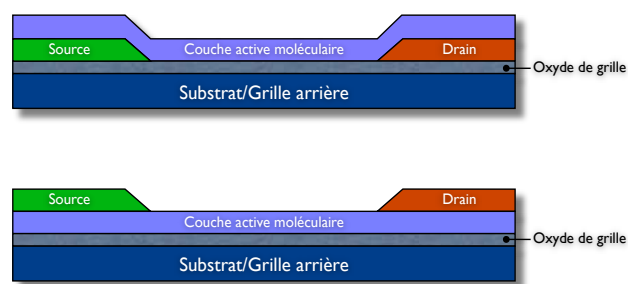 Source
Couche active moléculaire
Drain
Oxyde de grille
Substrat/Grille arrière
Source
Drain
Couche active moléculaire
Oxyde de grille
Substrat/Grille arrière